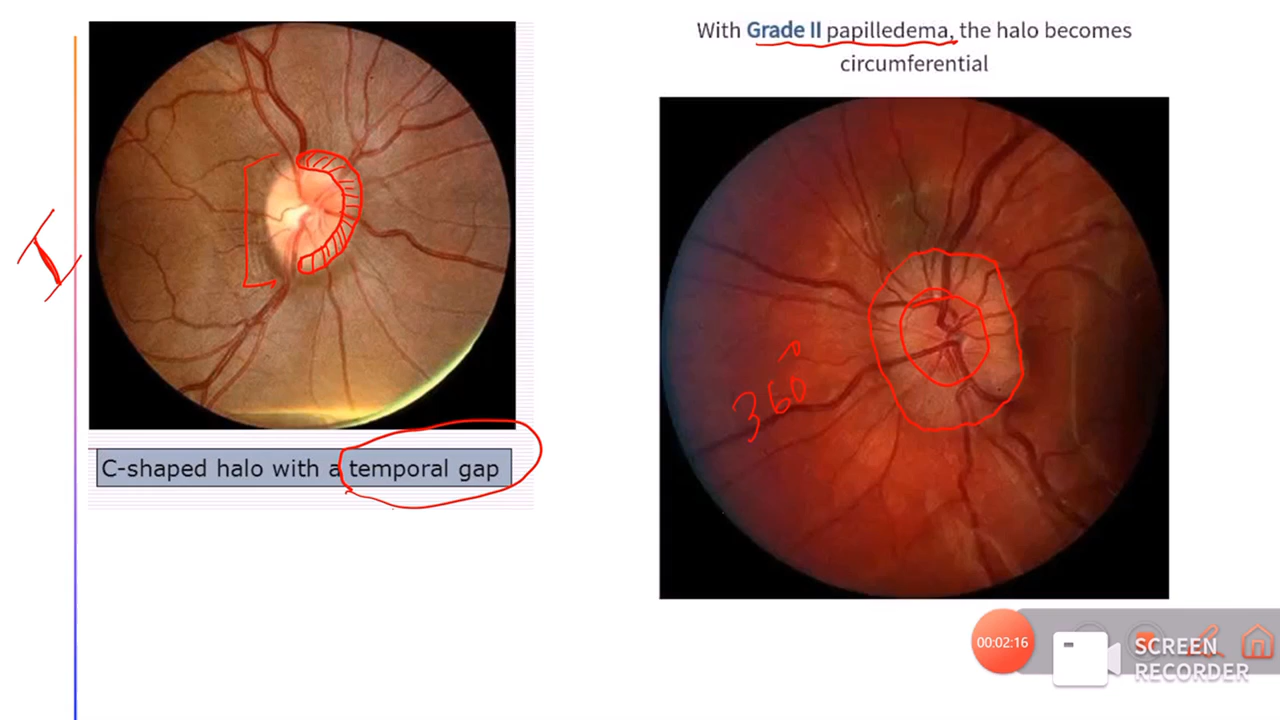 With Grade II papilledema, the halo becomes
circumferential
I
360°
C-shaped halo with a temporal gap
00:02:16
SCREEN
RECORDER